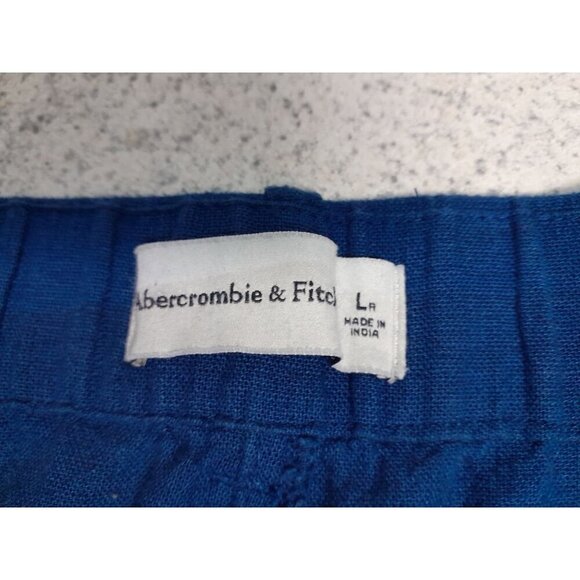 Abercrombie & Fitch
L R
MADE IN
INDIA